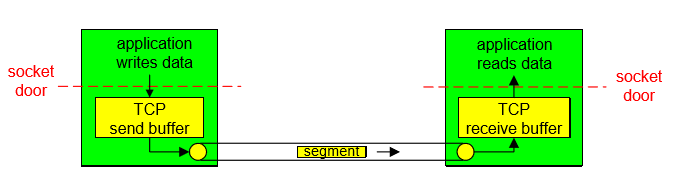 application
writes data
socket
door
TCP
send buffer
segment
application
reads data
socket
door
TCP
receive buffer